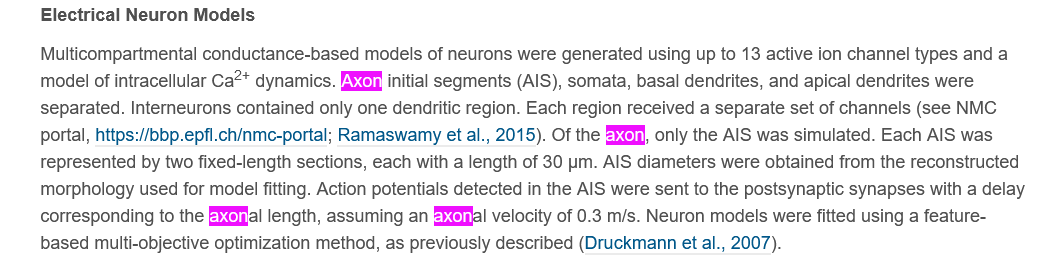 Electrical Neuron Models
Multicompartmental conductance-based models of neurons were generated using up to 13 active ion channel types and a
model of intracellular Ca2+ dynamics. Axon initial segments (AIS), somata, basal dendrites, and apical dendrites were
separated. Interneurons contained only one dendritic region. Each region received a separate set of channels (see NMC
portal, https://bbp.epfl.ch/nmc-portal; Ramaswamy et al., 2015). Of the axon, only the AIS was simulated. Each AIS was
represented by two fixed-length sections, each with a length of 30 μm. AIS diameters were obtained from the reconstructed
morphology used for model fitting. Action potentials detected in the AIS were sent to the postsynaptic synapses with a delay
corresponding to the axonal length, assuming an axonal velocity of 0.3 m/s. Neuron models were fitted using a feature-
based multi-objective optimization method, as previously described (Druckmann et al., 2007).